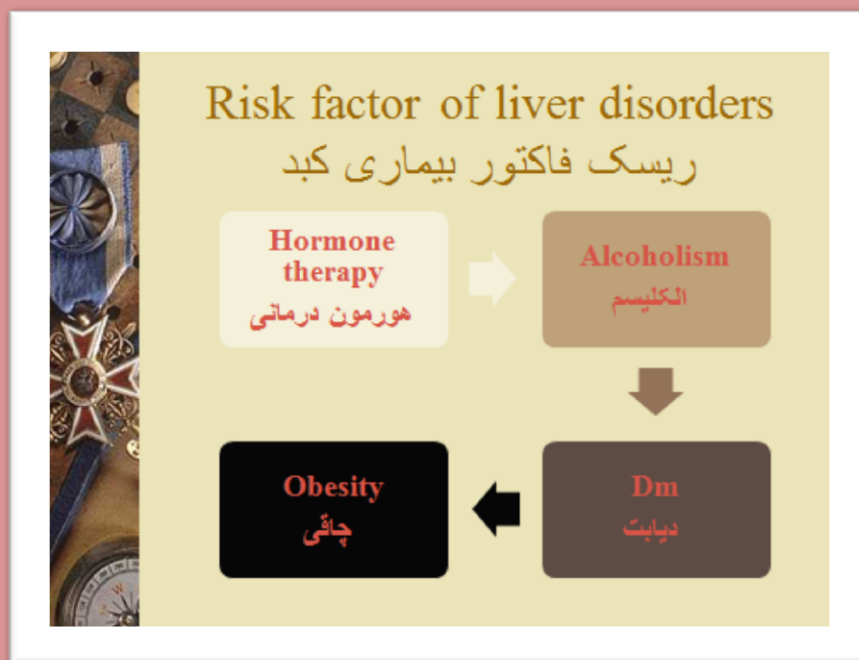 Risk factor of liver disorders
ریسک فاکتور بیماری کبد
Hormone
therapy
هورمون درمانی
Alcoholism
الکلیسم
Dm
دیابت
Obesity
چاقی